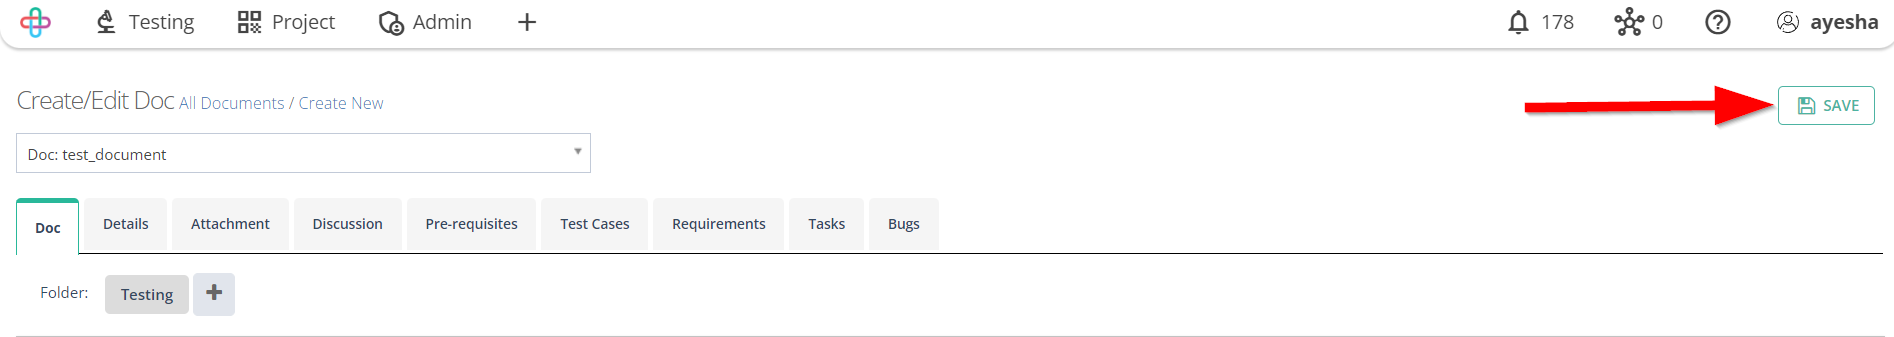 Testing Project Admin 178 0 ayesha
Create/Edit Doc All Documents / Create New
SAVE
Doc: test_document
Doc Details Attachment Discussion Pre-requisites Test Cases Requirements Tasks Bugs
Folder: Testing